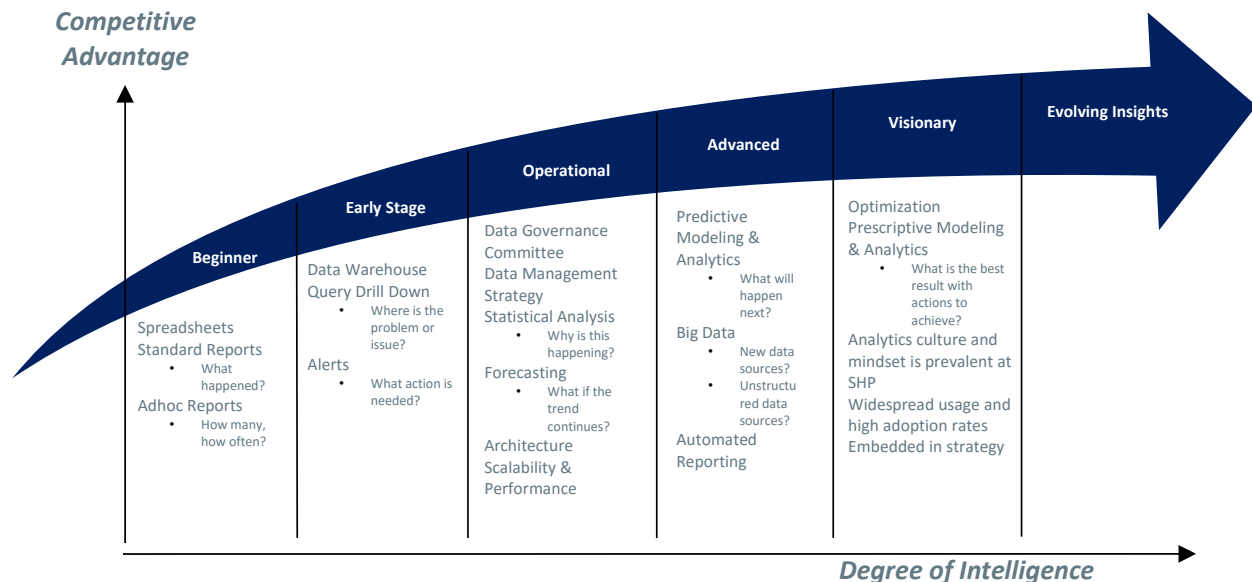 Competitive
Advantage
Beginner
Early Stage
Operational
Advanced
Visionary
Evolving Insights
Spreadsheets
Standard Reports
• What
happened?
Adhoc Reports
• How many,
how often?
Data Warehouse
Query Drill Down
• Where is the
problem or
issue?
Alerts
• What action is
needed?
Data Governance
Committee
Data Management
Strategy
Statistical Analysis
• Why is this
happening?
Forecasting
• What if the
trend
continues?
Architecture
Scalability &
Performance
Predictive
Modeling &
Analytics
• What will
happen
next?
Big Data
• New data
sources?
• Unstructu
red data
sources?
Automated
Reporting
Optimization
Prescriptive Modeling
& Analytics
• What is the best
result with
actions to
achieve?
Analytics culture and
mindset is prevalent at
SHP
Widespread usage and
high adoption rates
Embedded in strategy
Degree of Intelligence